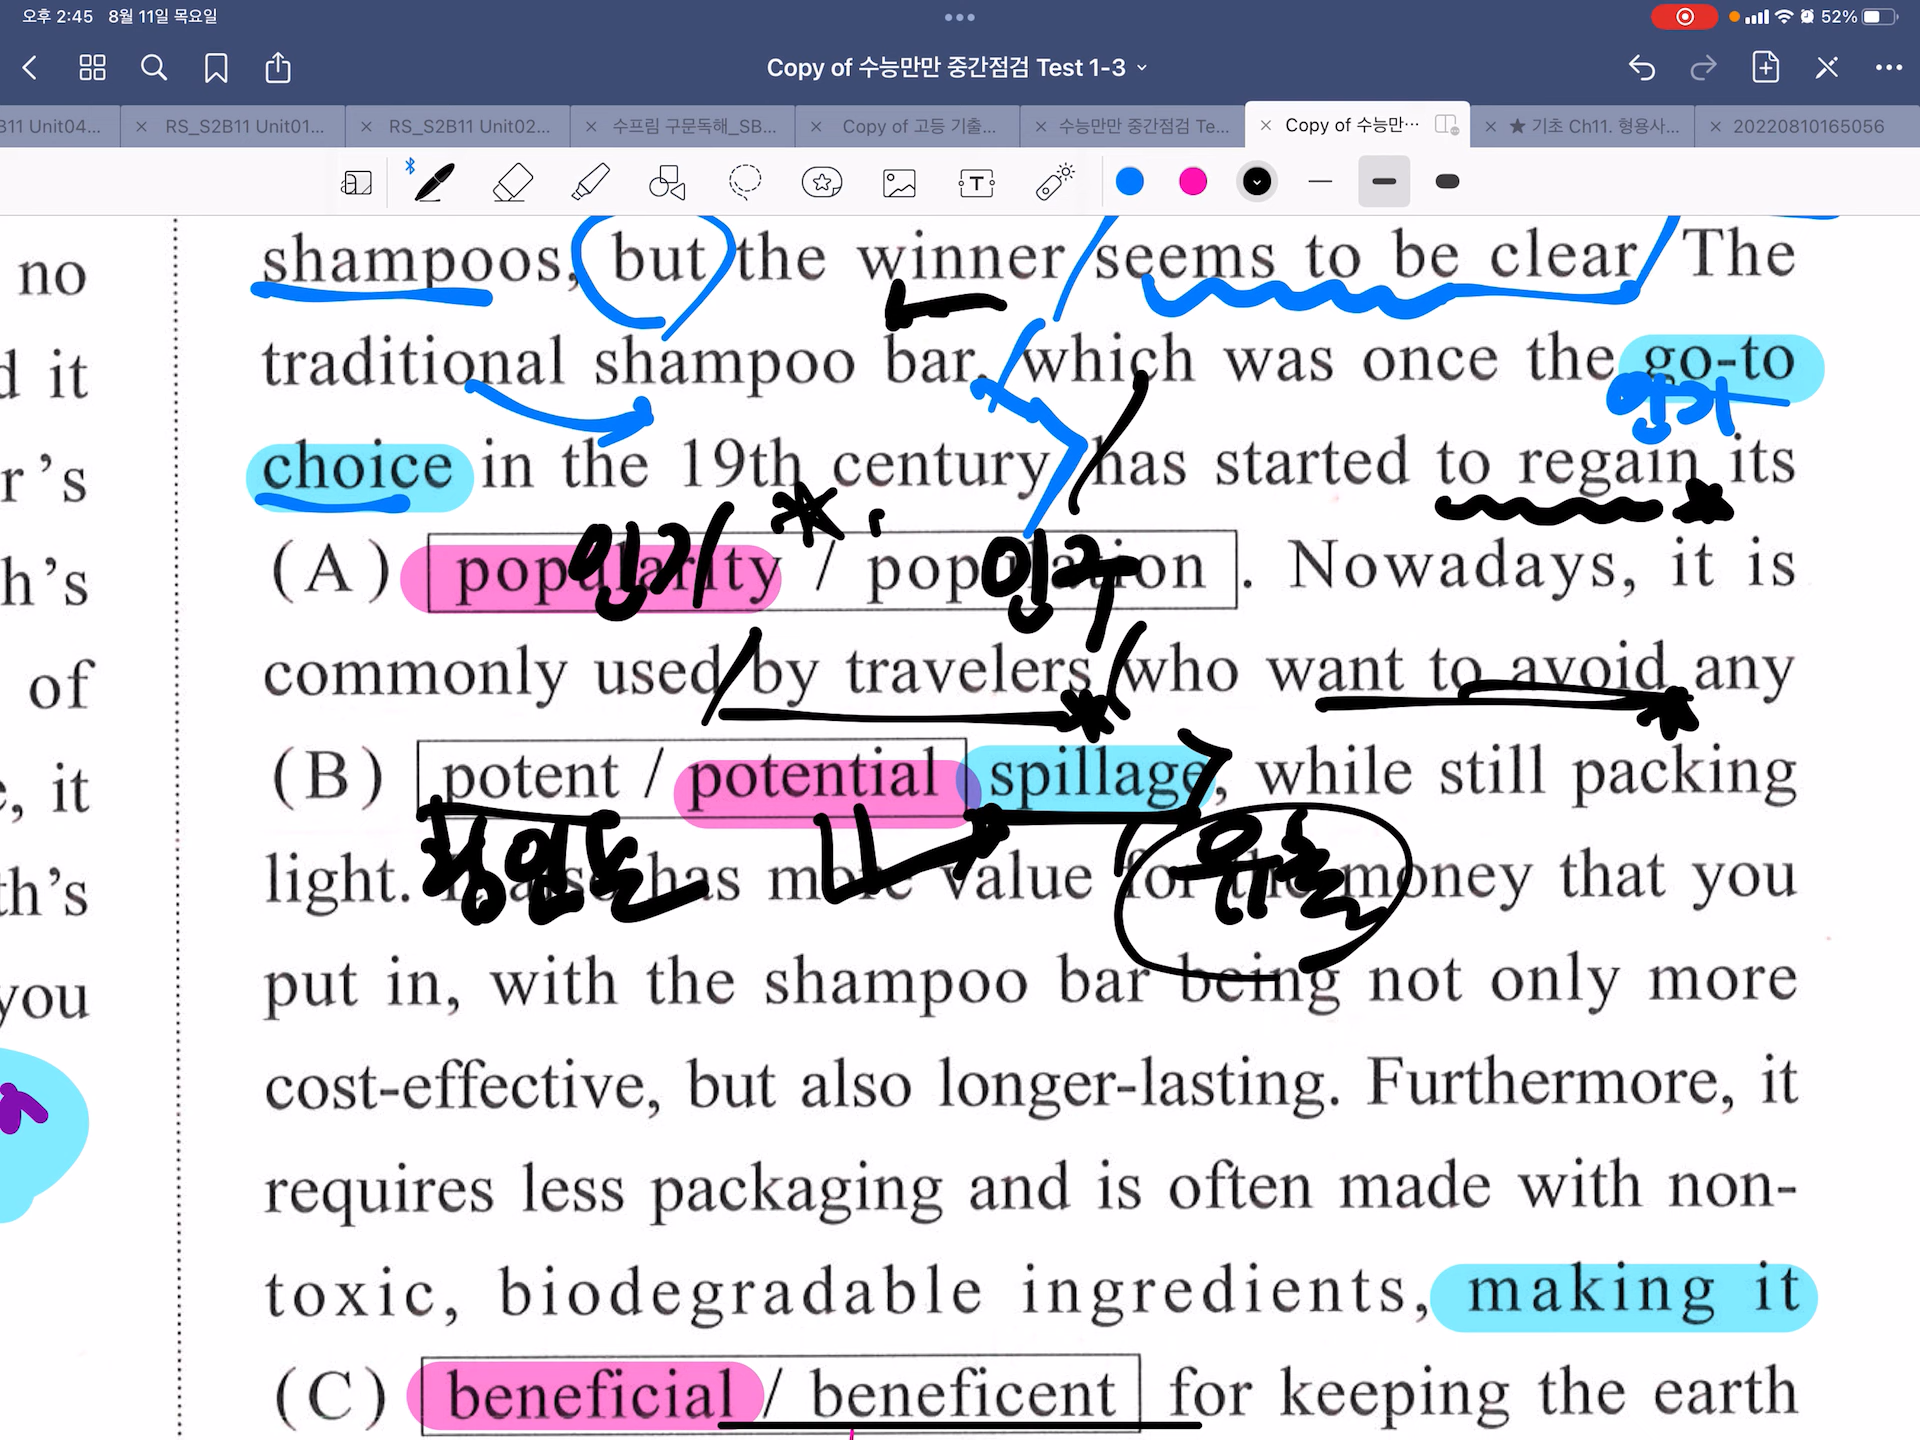 오후 2:45 8월 11일 목요일
52%
Copy of 수능만만 중간점검 Test 1-3
B11 Unit04... × RS_S2B11 Unit01... × RS_S2B11 Unit02... × 수프림 구문독해_SB... × Copy of 고등 기출... × 수능만만 중간점검 Te... × Copy of 수능만··· × ★ 기초 Ch11. 형용사... × 20220810165056
shampoos, but the winner seems to be clear The
no
traditional shampoo bar, which was once the go-to
d it
인기
choice in the 19th century has started to regain its
r's
(A) popularity / population . Nowadays, it is
인기 인구
h's
commonly used by travelers who want to avoid any
of
(B) potent / potential spillage, while still packing
, it
유출
light. It also has more value for the money that you
th's
put in, with the shampoo bar being not only more
you
cost-effective, but also longer-lasting. Furthermore, it
requires less packaging and is often made with non-
toxic, biodegradable ingredients, making it
(C) beneficial / beneficent for keeping the earth